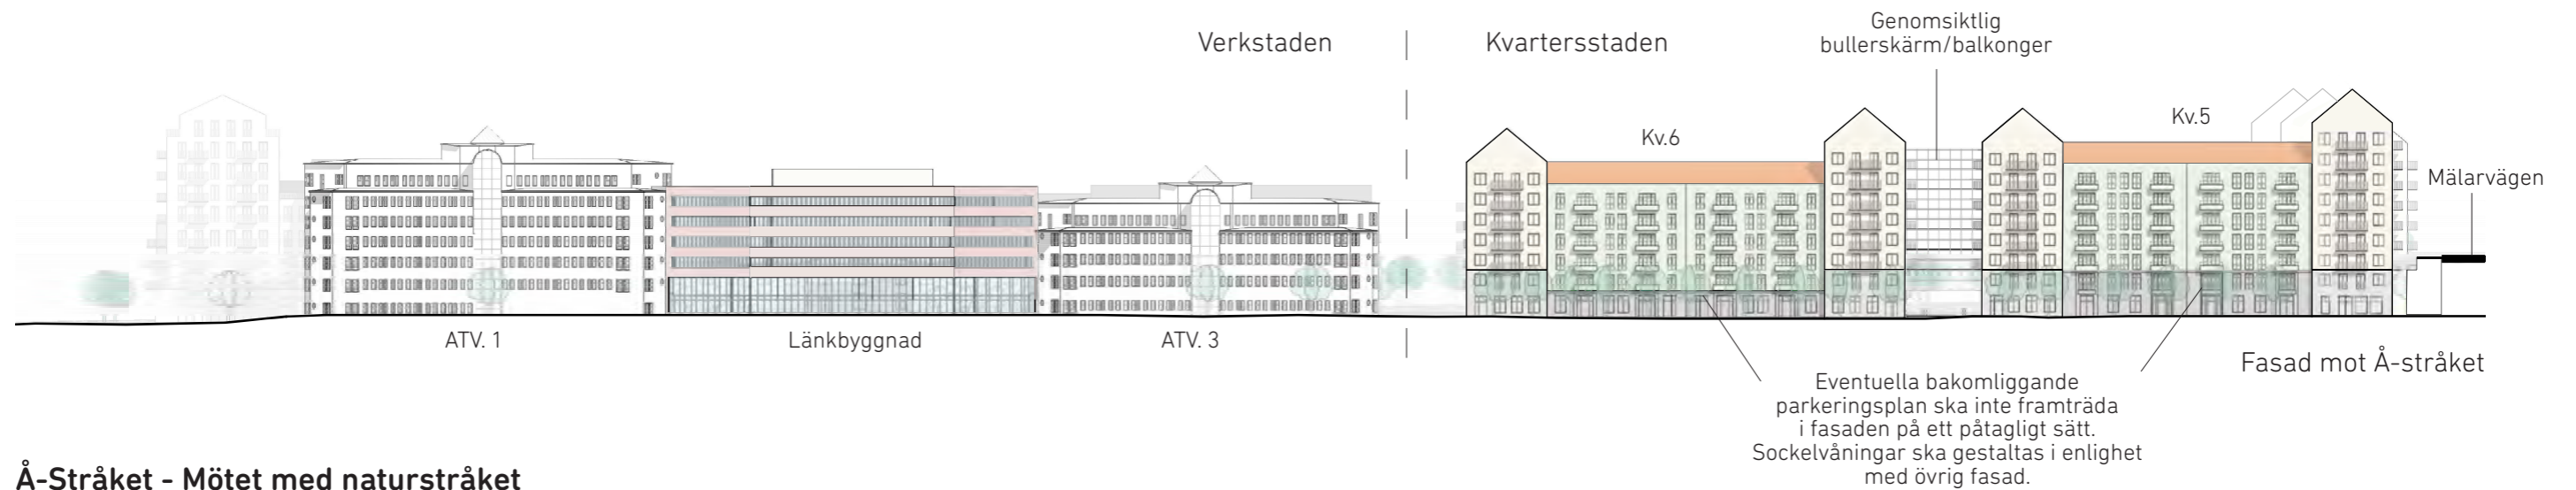 Verkstaden
Kvartersstaden
Genomsiktlig
bullerskärm/balkonger
Kv.6
Kv.5
Mälarvägen
ATV. 1
Länkbyggnad
ATV. 3
Fasad mot Å-stråket
Eventuella bakomliggande
parkeringsplan ska inte framträda
i fasaden på ett påtagligt sätt.
Sockelvåningar ska gestaltas i enlighet
med övrig fasad.
Å-Stråket - Mötet med naturstråket